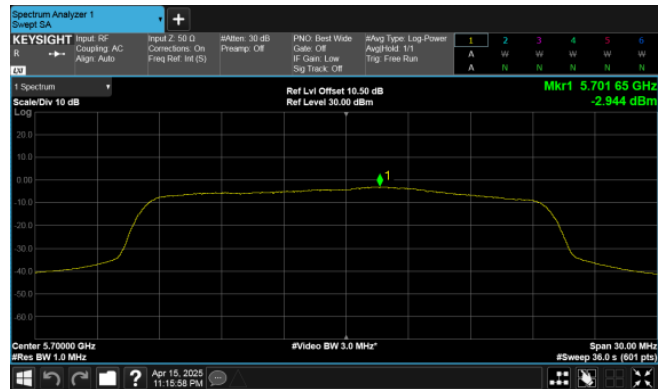 Spectrum Analyzer 1
Swept SA
+
KEYSIGHT
R
LXI
Input: RF
Coupling: AC
Align: Auto
Input Z: 50 Ω
Corrections: On
Freq Ref: Int (S)
#Atten: 30 dB
Preamp: Off
PNO: Best Wide
Gate: Off
IF Gain: Low
Sig Track: Off
#Avg Type: Log-Power
Avg|Hold: 1/1
Trig: Free Run
1 2 3 4 5 6
A W W W W W
A N N N N N
1 Spectrum
Scale/Div 10 dB
Log
Ref Lvl Offset 10.50 dB
Ref Level 30.00 dBm
Mkr1 5.701 65 GHz
-2.944 dBm
20.0
10.0
0.00
-10.0
-20.0
-30.0
-40.0
-50.0
-60.0
1
Center 5.70000 GHz
#Res BW 1.0 MHz
#Video BW 3.0 MHz*
Span 30.00 MHz
#Sweep 36.0 s (601 pts)
?
Apr 15, 2025
11:15:58 PM